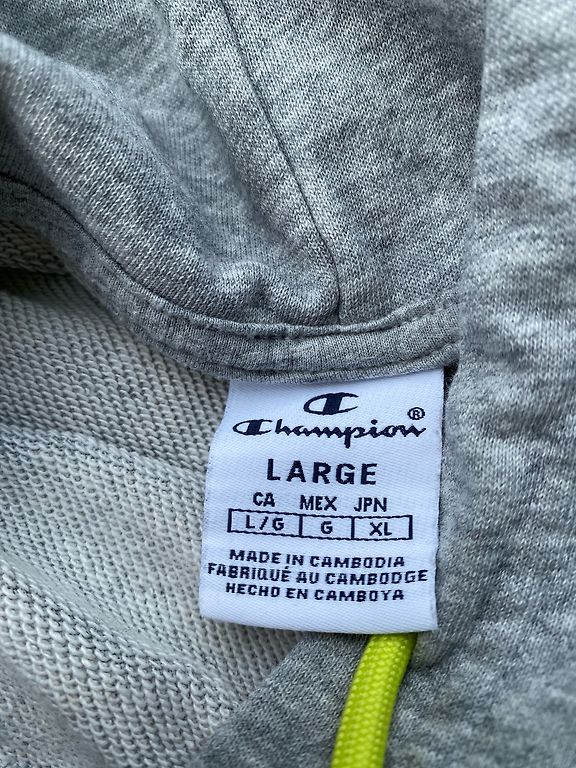 Champion®
LARGE
CA MEX JPN
L/G G XL
MADE IN CAMBODIA
FABRIQUÉ AU CAMBODGE
HECHO EN CAMBOYA